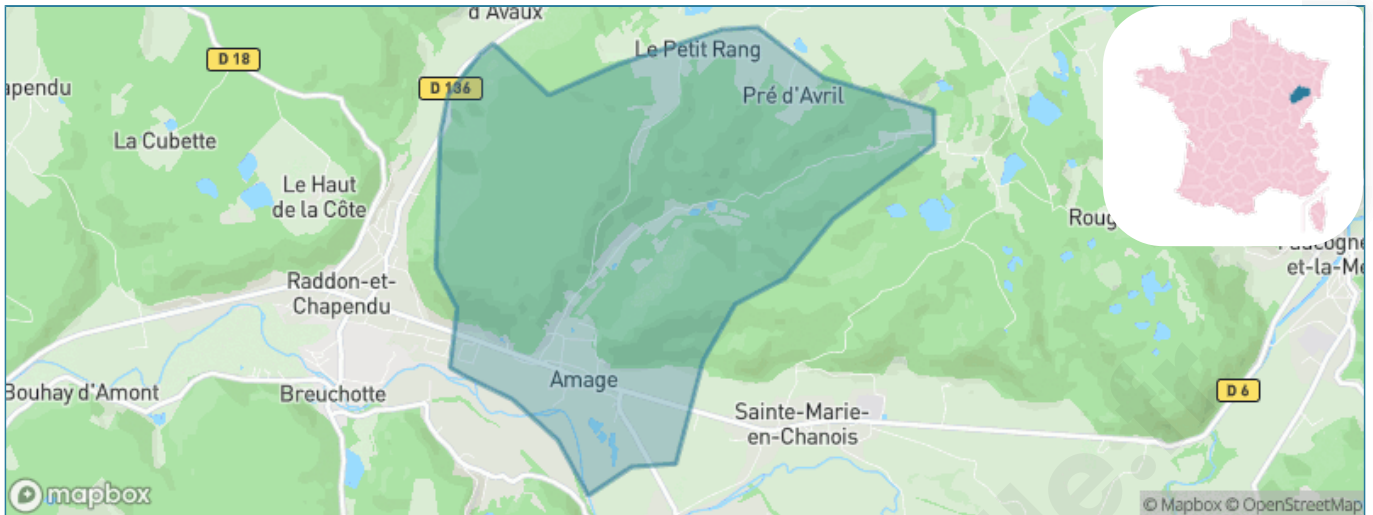 d'Avaux
Le Petit Rang
D 18
D 136
apendu
Pré d'Avril
La Cubette
Le Haut
de la Côte
Roug
Faucogne
et-la-Me
Raddon-et-
Chapendu
Amage
Bouhay d'Amont
Breuchotte
D 6
Sainte-Marie-
en-Chanois
mapbox
© Mapbox © OpenStreetMap